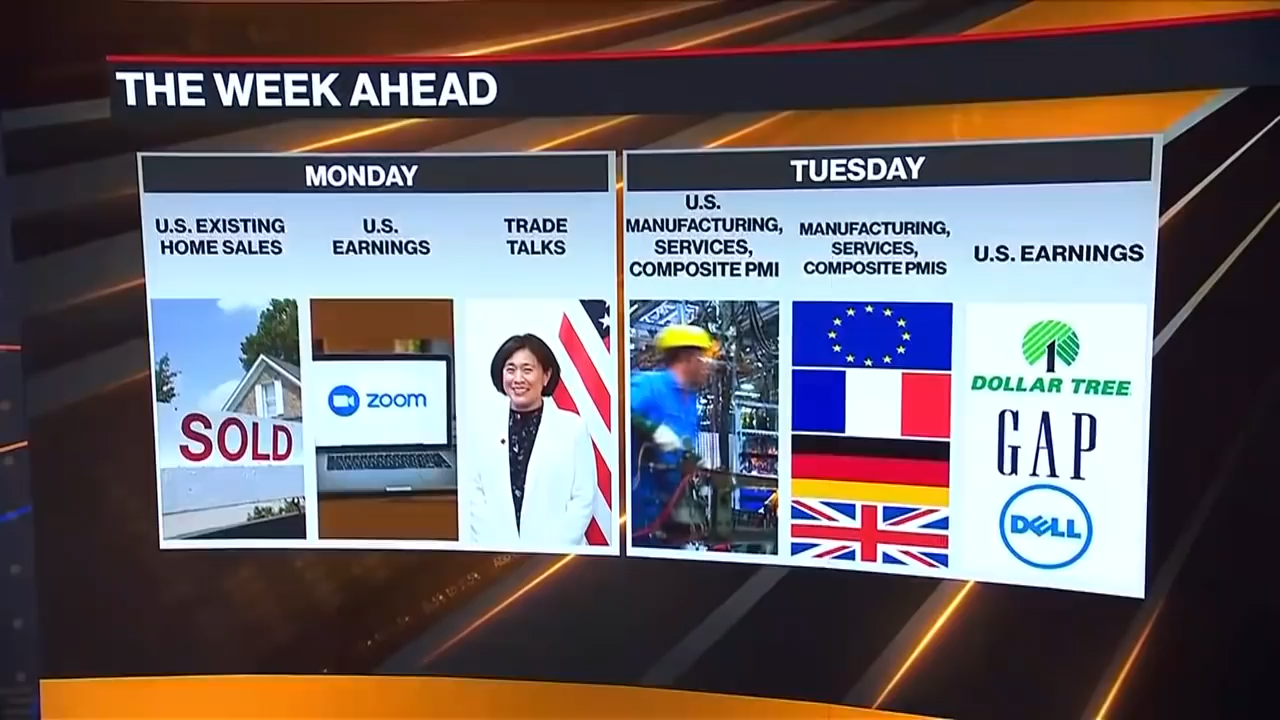 THE WEEK AHEAD
MONDAY
U.S. EXISTING
HOME SALES
U.S.
EARNINGS
TRADE
TALKS
SOLD
zoom
TUESDAY
U.S.
MANUFACTURING,
SERVICES,
COMPOSITE PMI
MANUFACTURING,
SERVICES,
COMPOSITE PMIS
U.S. EARNINGS
1
DOLLAR TREE
GAP
DELL